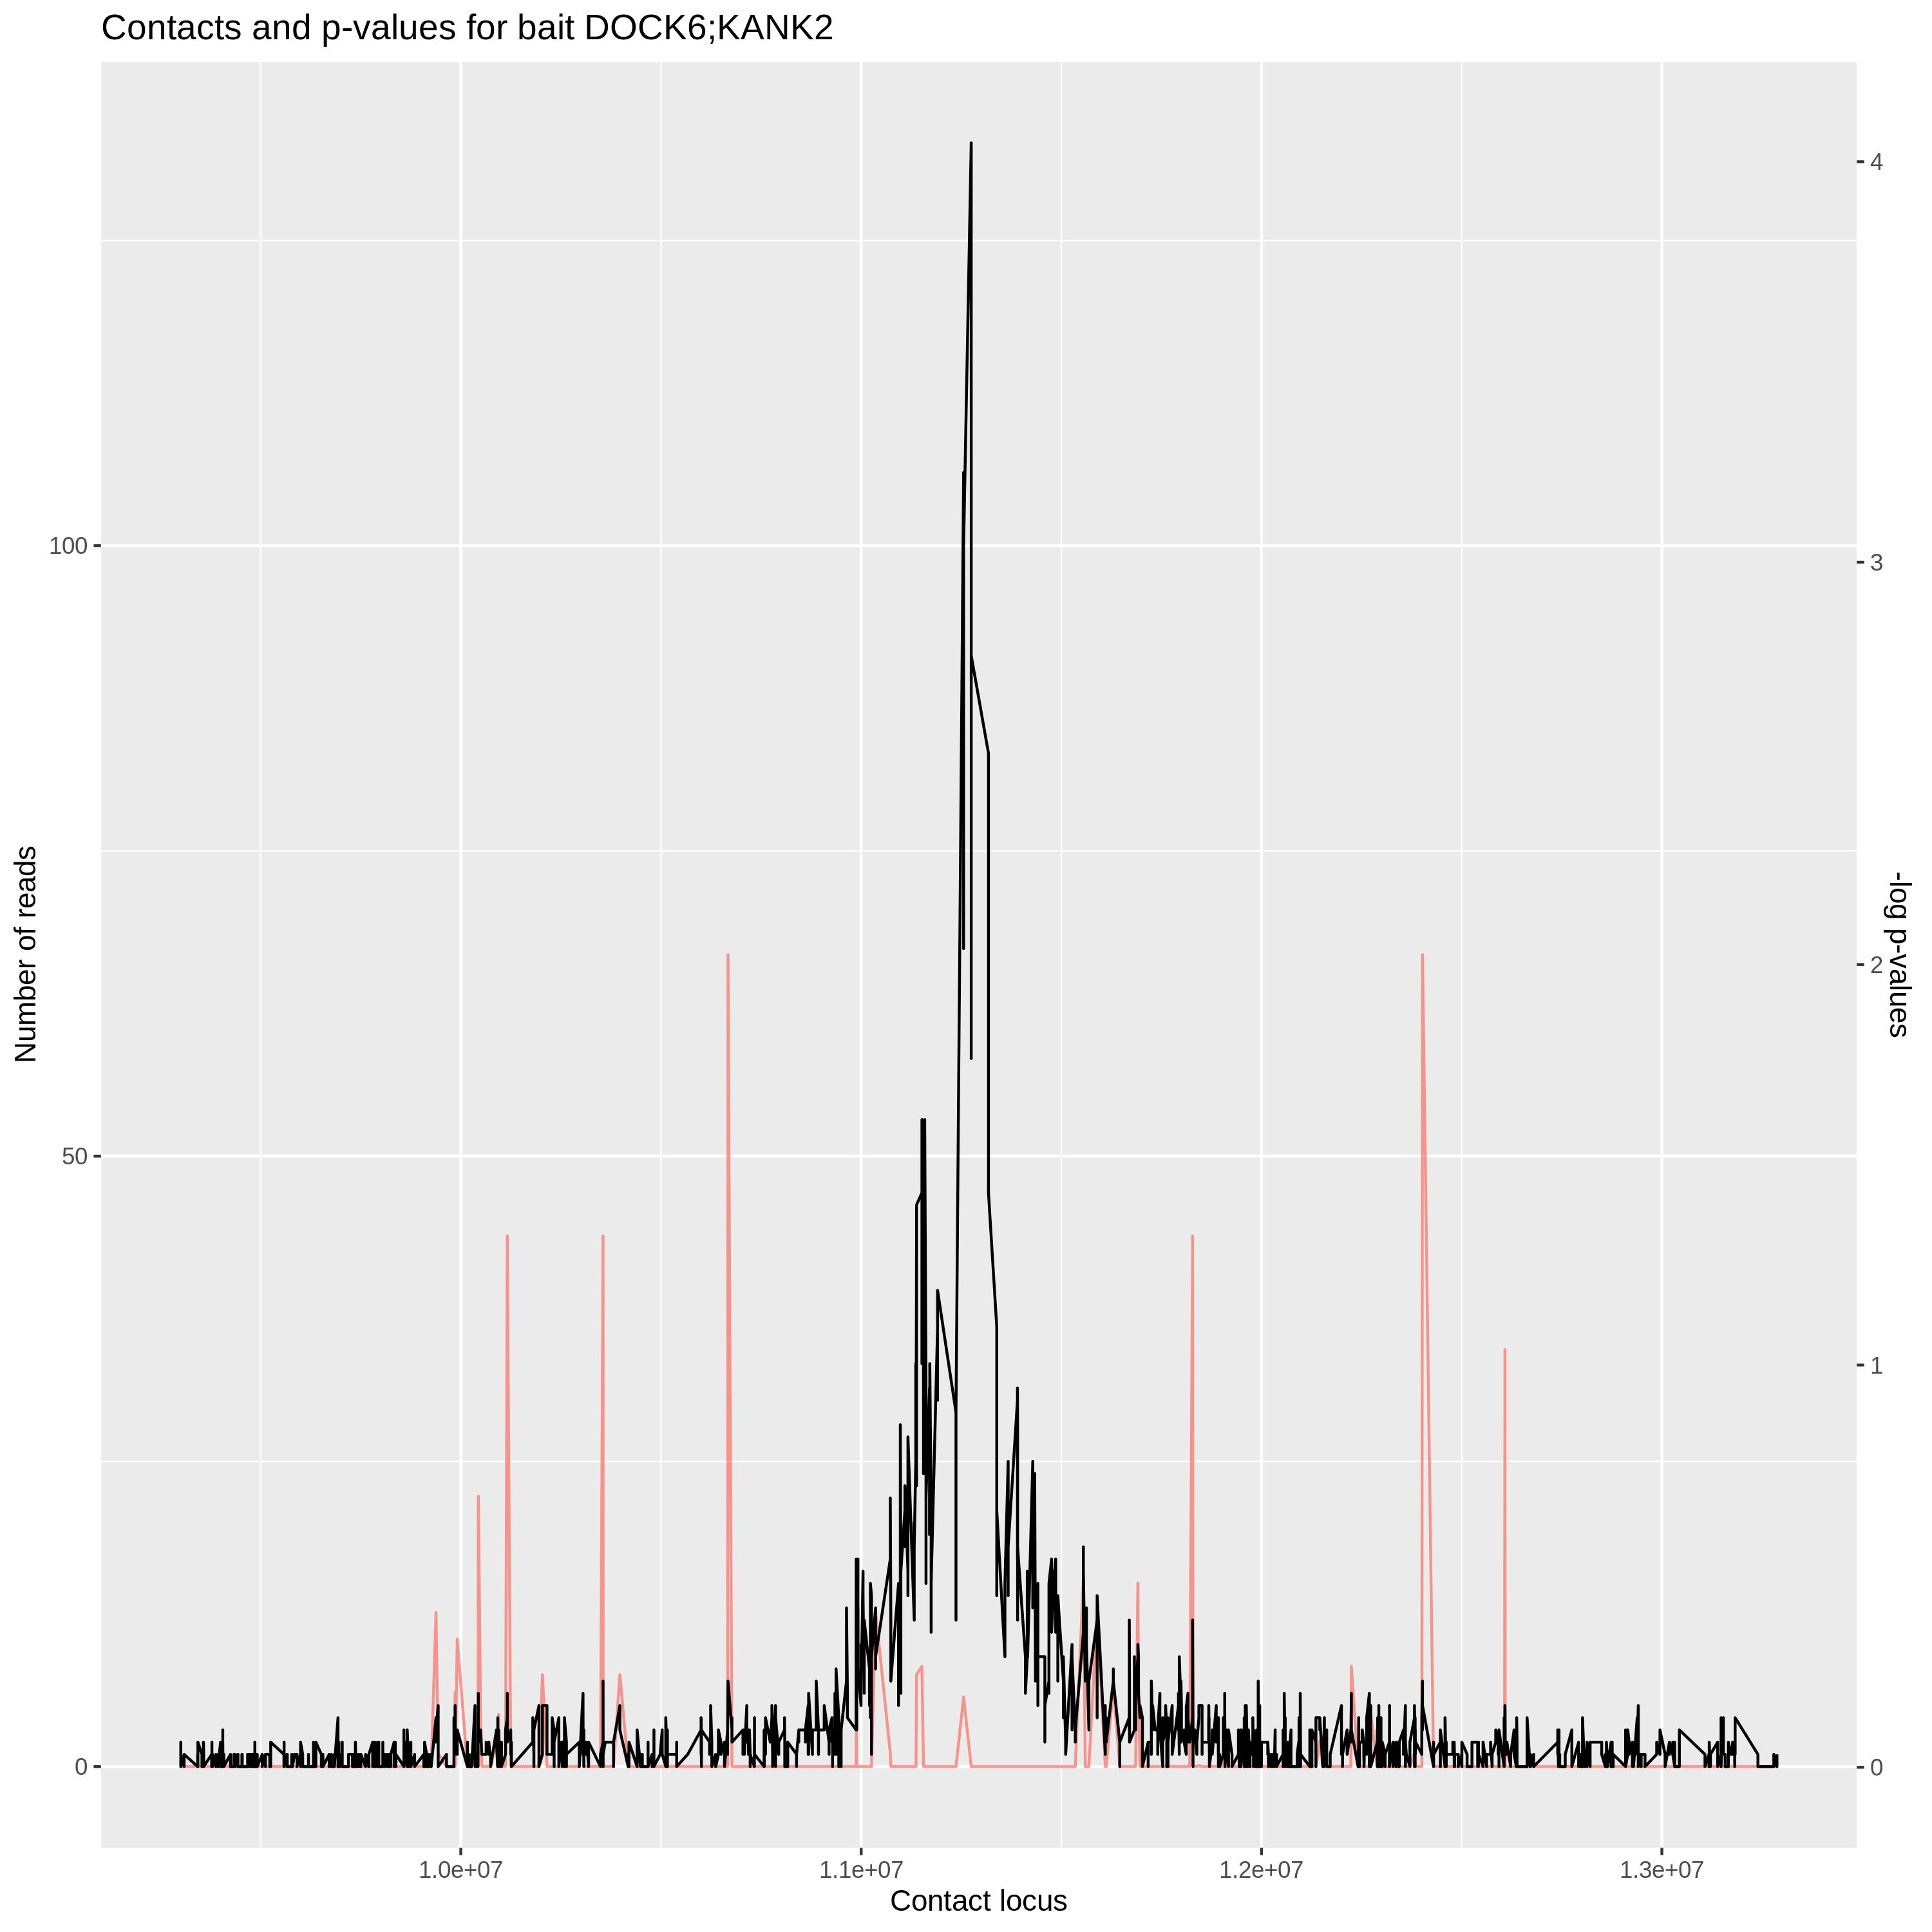 Contacts and p-values for bait DOCK6;KANK2
Number of reads
100
50
0
4
3
2
1
0
-log p-values
1.0e+07
1.1e+07
1.2e+07
1.3e+07
Contact locus